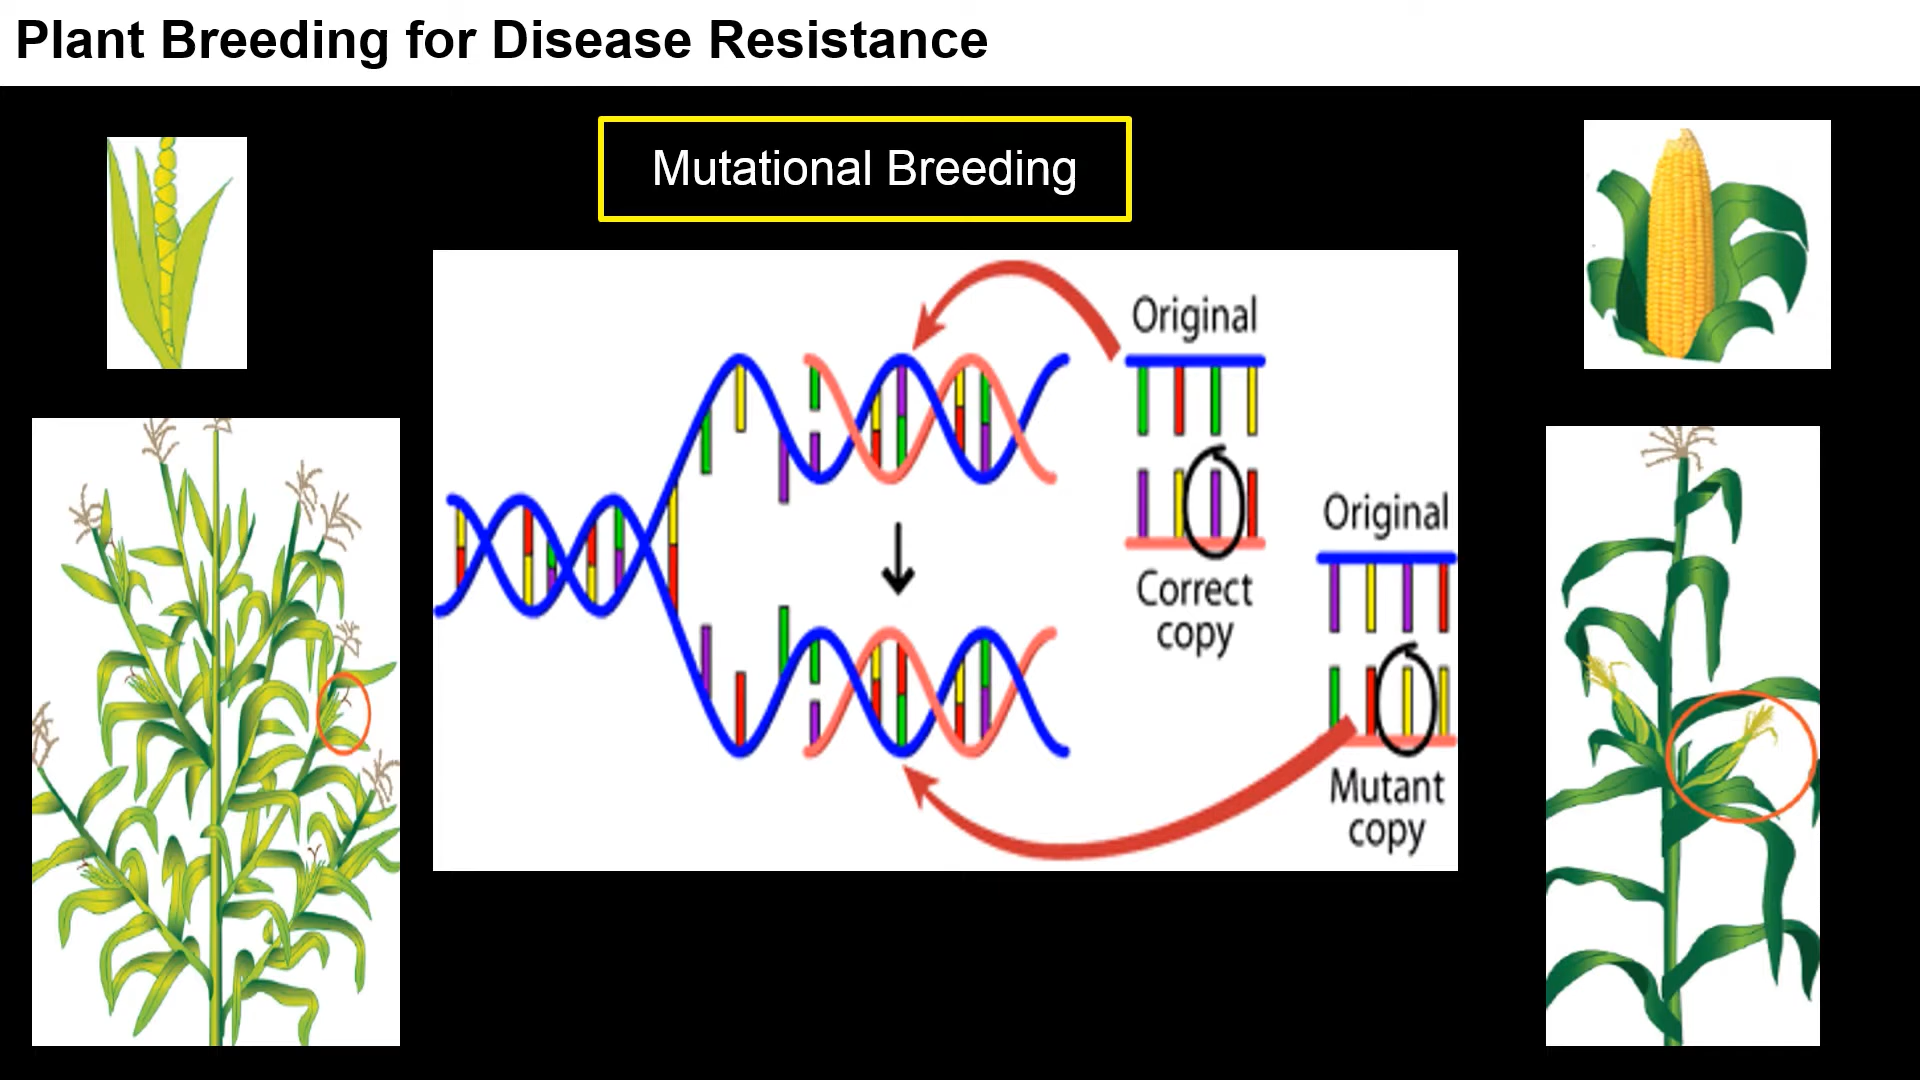 Plant Breeding for Disease Resistance
Mutational Breeding
Original
Correct
copy
Original
Mutant
copy